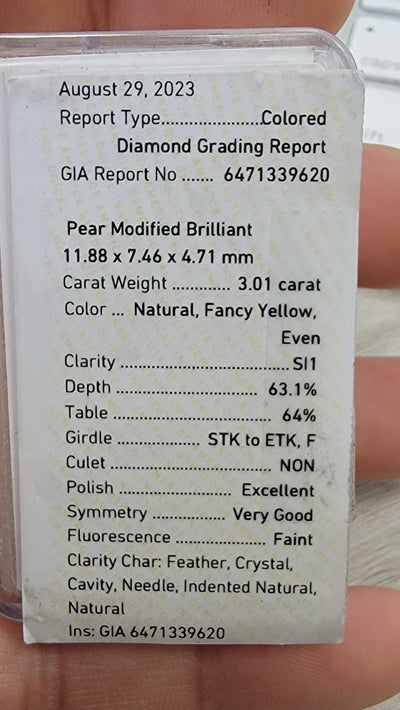 August 29, 2023
Report Type......................Colored
Diamond Grading Report
GIA Report No ....... 6471339620
Pear Modified Brilliant
11.88 x 7.46 x 4.71 mm
Carat Weight ............. 3.01 carat
Color ... Natural, Fancy Yellow,
Even
Clarity ......................................SI1
Depth ............................... 63.1%
Table .................................. 64%
Girdle ................... STK to ETK, F
Culet ..................................... NON
Polish ......................... Excellent
Symmetry ................ Very Good
Fluorescence .................... Faint
Clarity Char: Feather, Crystal,
Cavity, Needle, Indented Natural,
Natural
Ins: GIA 6471339620